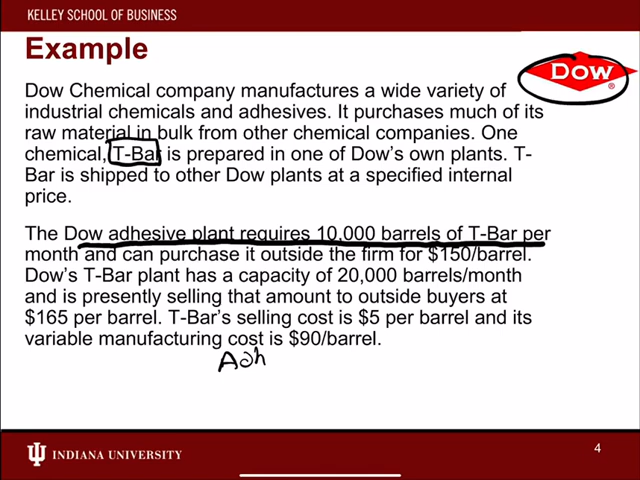 KELLEY SCHOOL OF BUSINESS
Example
DOW
®
Dow Chemical company manufactures a wide variety of
industrial chemicals and adhesives. It purchases much of its
raw material in bulk from other chemical companies. One
chemical, T-Bar is prepared in one of Dow's own plants. T-
Bar is shipped to other Dow plants at a specified internal
price.
The Dow adhesive plant requires 10,000 barrels of T-Bar per
month and can purchase it outside the firm for $150/barrel.
Dow's T-Bar plant has a capacity of 20,000 barrels/month
and is presently selling that amount to outside buyers at
$165 per barrel. T-Bar's selling cost is $5 per barrel and its
variable manufacturing cost is $90/barrel.
Adh
4
INDIANA UNIVERSITY